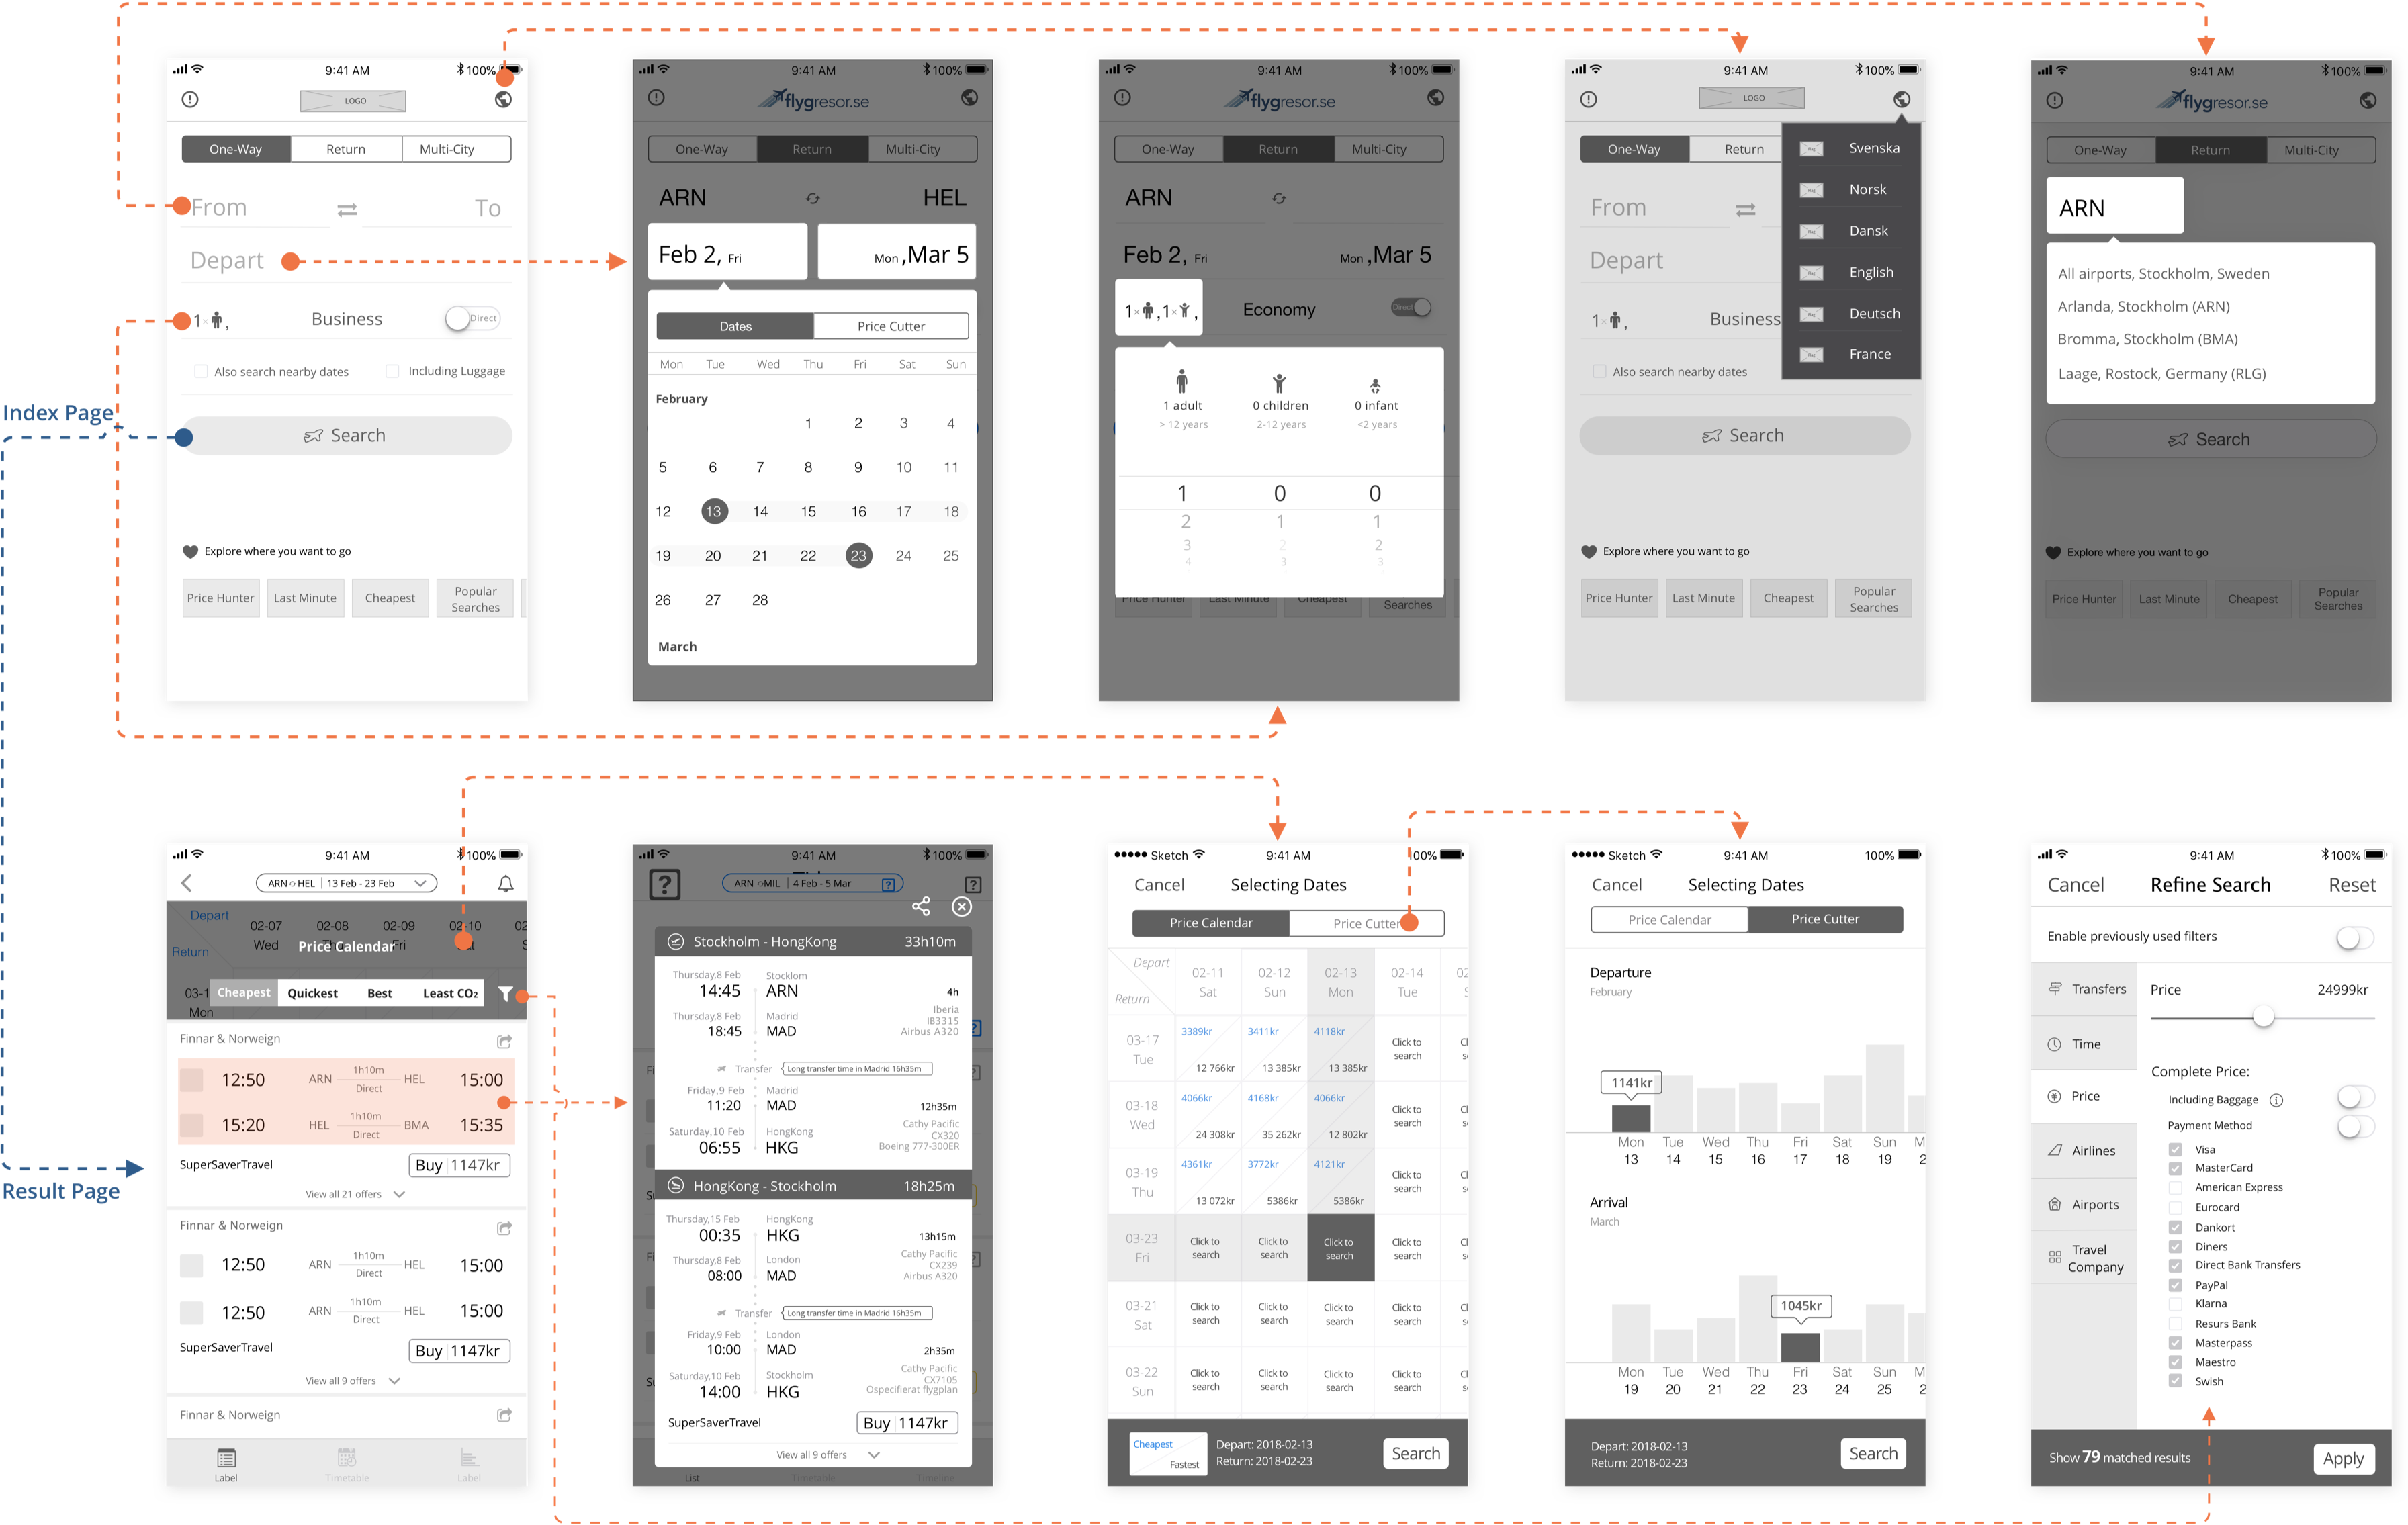 9:41 AM
100%
LOGO
One-Way
Return
Multi-City
From
To
Depart
1×,
Business
Direct
Also search nearby dates
Including Luggage
Index Page
Search
Explore where you want to go
Price Hunter
Last Minute
Cheapest
Popular
Searches
9:41 AM
100%
flygresor.se
One-Way
Return
Multi-City
ARN
HEL
Feb 2, Fri
Mon ,Mar 5
Dates
Price Cutter
Mon Tue Wed Thu Fri Sat Sun
February
1 2 3 4
5 6 7 8 9 10 11
12 13 14 15 16 17 18
19 20 21 22 23 24 25
26 27 28
March
9:41 AM
100%
flygresor.se
One-Way
Return
Multi-City
ARN
Feb 2, Fri
Mon ,Mar 5
1×,1×,
Economy
Direct
1 adult
0 children
0 infant
> 12 years
2-12 years
<2 years
1 0 0
2 1 1
3 2 2
4 3 3
Price Hunter
Last Minute
Cheapest
Searches
9:41 AM
100%
LOGO
One-Way
Return
From
Depart
1×,
Business
Also search nearby dates
Svenska
Norsk
Dansk
English
Deutsch
France
Search
Explore where you want to go
Price Hunter
Last Minute
Cheapest
Popular
Searches
9:41 AM
100%
flygresor.se
One-Way
Return
Multi-City
ARN
All airports, Stockholm, Sweden
Arlanda, Stockholm (ARN)
Bromma, Stockholm (BMA)
Laage, Rostock, Germany (RLG)
Search
Explore where you want to go
Price Hunter
Last Minute
Cheapest
Popular
Searches
Result Page
9:41 AM
100%
ARN HEL | 13 Feb - 23 Feb
Depart
Return
02-07 02-08 02-09 02-10 02
Wed Fri
Price Calendar
03-1
Mon
Cheapest
Quickest
Best
Least CO2
Finnar & Norweign
12:50 ARN 1h10m Direct HEL 15:00
15:20 HEL 1h10m Direct BMA 15:35
SuperSaverTravel
Buy 1147kr
View all 21 offers
Finnar & Norweign
12:50 ARN 1h10m Direct HEL 15:00
12:50 ARN 1h10m Direct HEL 15:00
SuperSaverTravel
Buy 1147kr
View all 9 offers
Finnar & Norweign
Label
Timetable
Label
9:41 AM
100%
?
ARN MIL | 4 Feb - 5 Mar
?
?
Stockholm - HongKong 33h10m
Thursday,8 Feb Stocklom
14:45 ARN 4h
Thursday,8 Feb Madrid Iberia
18:45 MAD IB3315
Airbus A320
Transfer Long transfer time in Madrid 16h35m
Friday,9 Feb Madrid
11:20 MAD 12h35m
Saturday,10 Feb HongKong Cathy Pacific
06:55 HKG CX320
Boeing 777-300ER
HongKong - Stockholm 18h25m
Thursday,15 Feb HongKong
00:35 HKG 13h15m
Thursday,8 Feb London Cathy Pacific
08:00 MAD CX239
Airbus A320
Transfer Long transfer time in Madrid 16h35m
Friday,9 Feb London
10:00 MAD 2h35m
Saturday,10 Feb Stockholm Cathy Pacific
14:00 HKG CX7105
Ospecifierat flygplan
SuperSaverTravel
Buy 1147kr
View all 9 offers
List
Timetable
Timeline
Sketch
9:41 AM
100%
Cancel
Selecting Dates
Price Calendar
Price Cutter
Depart
Return
02-11 02-12 02-13 02-14 02
Sat Sun Mon Tue S
03-17 Tue
3389kr 3411kr 4118kr
12 766kr 13 385kr 13 385kr
Click to search
03-18 Wed
4066kr 4168kr 4066kr
24 308kr 35 262kr 12 802kr
Click to search
03-19 Thu
4361kr 3772kr 4121kr
13 072kr 5386kr 5386kr
Click to search
03-23 Fri
Click to search Click to search Click to search Click to search
03-21 Sat
Click to search Click to search Click to search Click to search
03-22 Sun
Click to search Click to search Click to search Click to search
Cheapest
Fastest
Depart: 2018-02-13
Return: 2018-02-23
Search
Sketch
9:41 AM
100%
Cancel
Selecting Dates
Price Calendar
Price Cutter
Departure
February
1141kr
Mon Tue Wed Thu Fri Sat Sun M
13 14 15 16 17 18 19 2
Arrival
March
1045kr
Mon Tue Wed Thu Fri Sat Sun M
19 20 21 22 23 24 25 2
Depart: 2018-02-13
Return: 2018-02-23
Search
9:41 AM
100%
Cancel
Refine Search
Reset
Enable previously used filters
Transfers
Time
Price
Airlines
Airports
Travel
Company
Price 24999kr
Complete Price:
Including Baggage
Payment Method
Visa
MasterCard
American Express
Eurocard
Dankort
Diners
Direct Bank Transfers
PayPal
Klarna
Resurs Bank
Masterpass
Maestro
Swish
Show 79 matched results
Apply